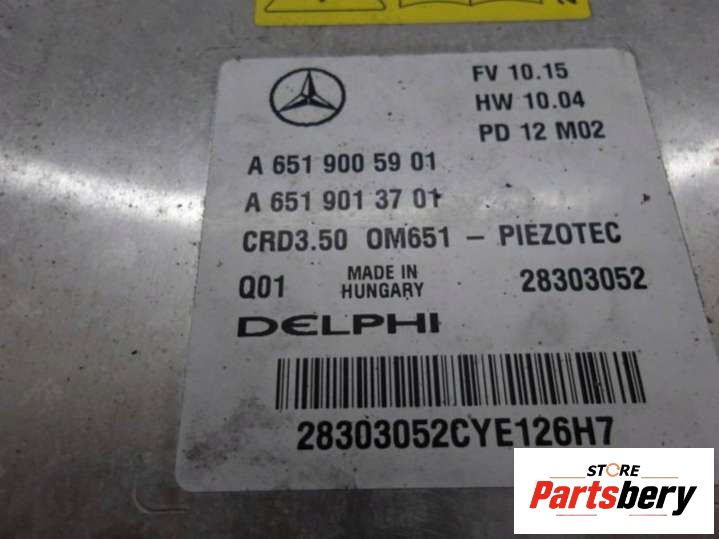 FV 10.15
HW 10.04
PD 12 M02
A 651 900 59 01
A 651 901 37 01
CRD3.50 OM651 - PIEZOTEC
Q01 MADE IN HUNGARY 28303052
DELPHI
28303052CYE126H7
STORE
Partsbery